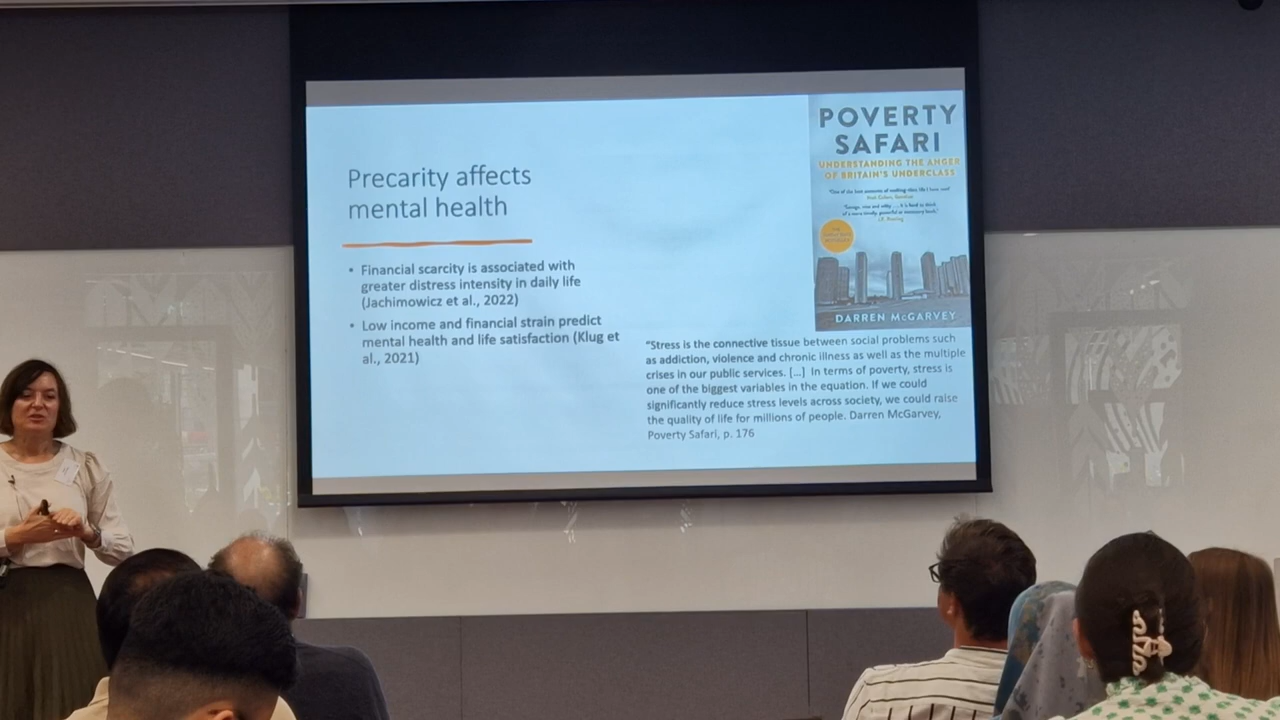 Precarity affects
mental health
• Financial scarcity is associated with
greater distress intensity in daily life
(Jachimowicz et al., 2022)
• Low income and financial strain predict
mental health and life satisfaction (Klug et
al., 2021)
POVERTY
SAFARI
UNDERSTANDING THE ANGER
OF BRITAIN'S UNDERCLASS
DARREN McGARVEY
"Stress is the connective tissue between social problems such
as addiction, violence and chronic illness as well as the multiple
crises in our public services. […] In terms of poverty, stress is
one of the biggest variables in the equation. If we could
significantly reduce stress levels across society, we could raise
the quality of life for millions of people. Darren McGarvey,
Poverty Safari, p. 176